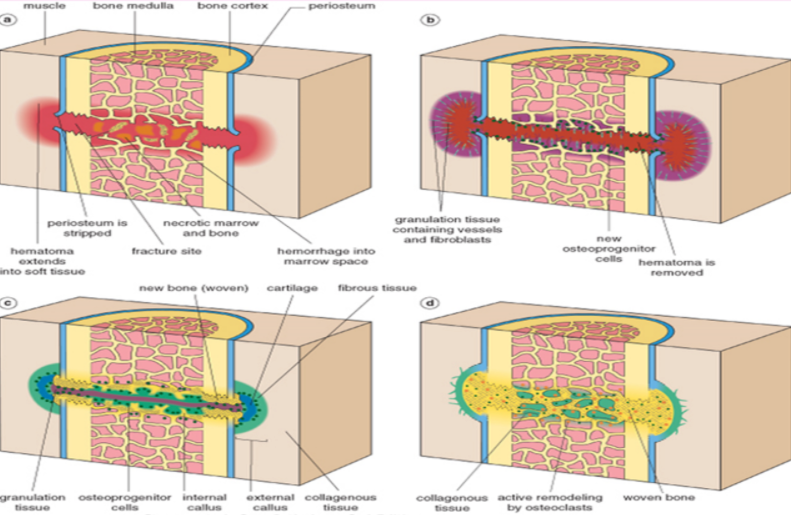 muscle
bone medulla
bone cortex
periosteum
a
periosteum is
stripped
necrotic marrow
and bone
hematoma
extends
into soft tissue
fracture site
hemorrhage into
marrow space
b
granulation tissue
containing vessels
and fibroblasts
new
osteoprogenitor
cells
hematoma is
removed
c
new bone (woven)
cartilage
fibrous tissue
granulation
tissue
osteoprogenitor
cells
internal
callus
external
callus
collagenous
tissue
d
collagenous
tissue
active remodeling
by osteoclasts
woven bone